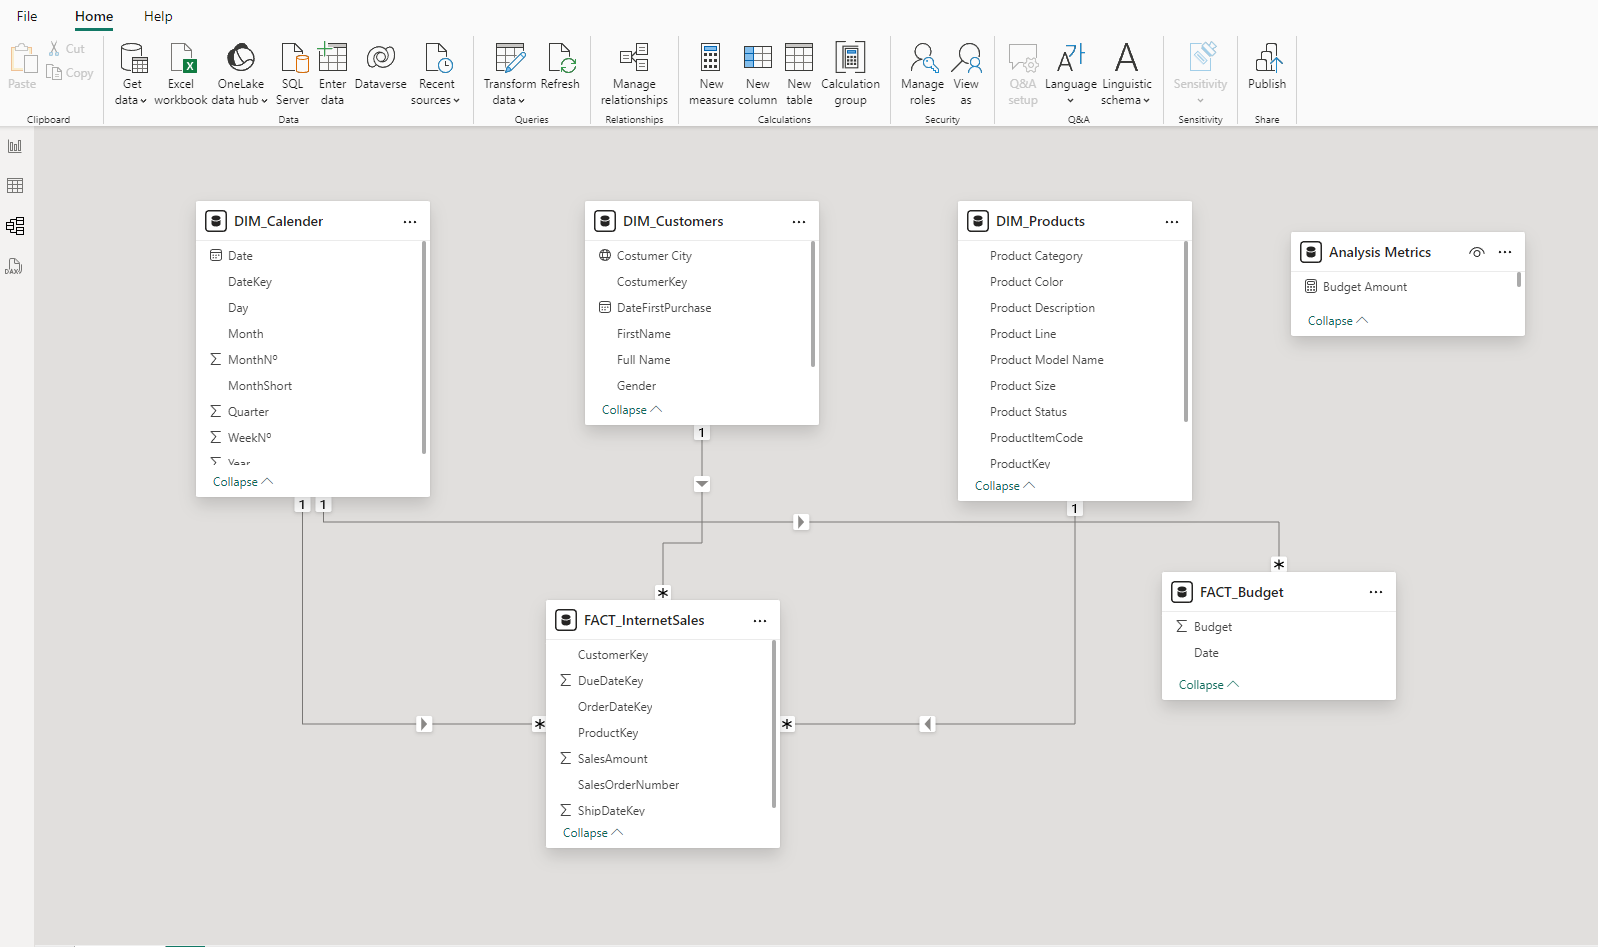 File Home Help
Paste
Cut
Copy
Clipboard
Get data
Excel workbook
OneLake data hub
SQL Server
Enter data
Dataverse
Recent sources
Data
Transform data
Refresh
Queries
Manage relationships
Relationships
New measure
New column
New table
Calculation group
Calculations
Manage roles
View as
Security
Q&A setup
Language
Linguistic schema
Q&A
Sensitivity
Sensitivity
Publish
Share
DAX
DIM_Calender
Date
DateKey
Day
Month
MonthNº
MonthShort
Quarter
WeekNº
Year
Collapse
1 1
DIM_Customers
Costumer City
CostumerKey
DateFirstPurchase
FirstName
Full Name
Gender
Collapse
1
DIM_Products
Product Category
Product Color
Product Description
Product Line
Product Model Name
Product Size
Product Status
ProductItemCode
ProductKey
Collapse
1
Analysis Metrics
Budget Amount
Collapse
*
FACT_InternetSales
CustomerKey
DueDateKey
OrderDateKey
ProductKey
SalesAmount
SalesOrderNumber
ShipDateKey
Collapse
* *
*
FACT_Budget
Budget
Date
Collapse